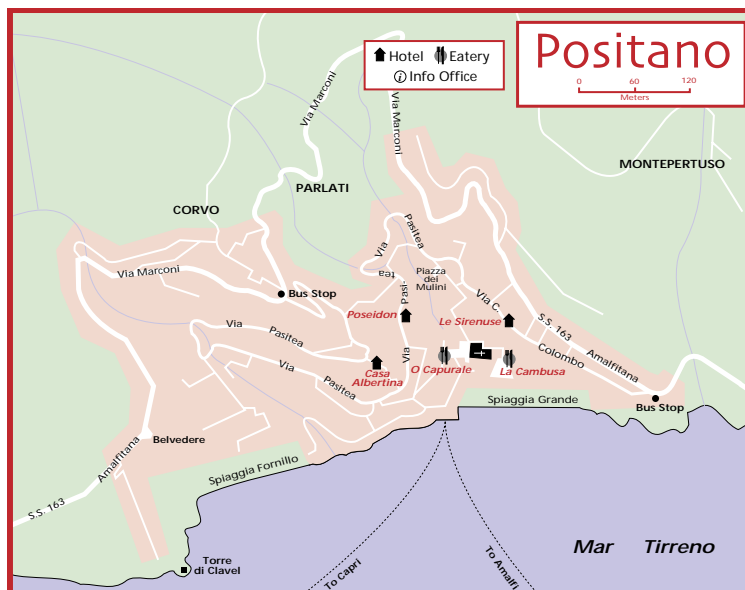 Positano
0 60 120
Meters
Hotel Eatery
Info Office
Via Marconi
Via Marconi
MONTEPERTUSO
PARLATI
CORVO
Via
Pasitea
Piazza
dei
Mulini
Via Marconi
tea
Pasi-
Via C.
Bus Stop
Poseidon
Le Sirenuse
S.S. 163
Via
Pasitea
Colombo
Amalfitana
Via
Via
O Capurale
La Cambusa
Casa
Albertina
Pasitea
Spiaggia Grande
Bus Stop
Belvedere
Amalfitana
Spiaggia Fornillo
S.S. 163
Mar Tirreno
Torre
di Clavel
To Capri
To Amalfi